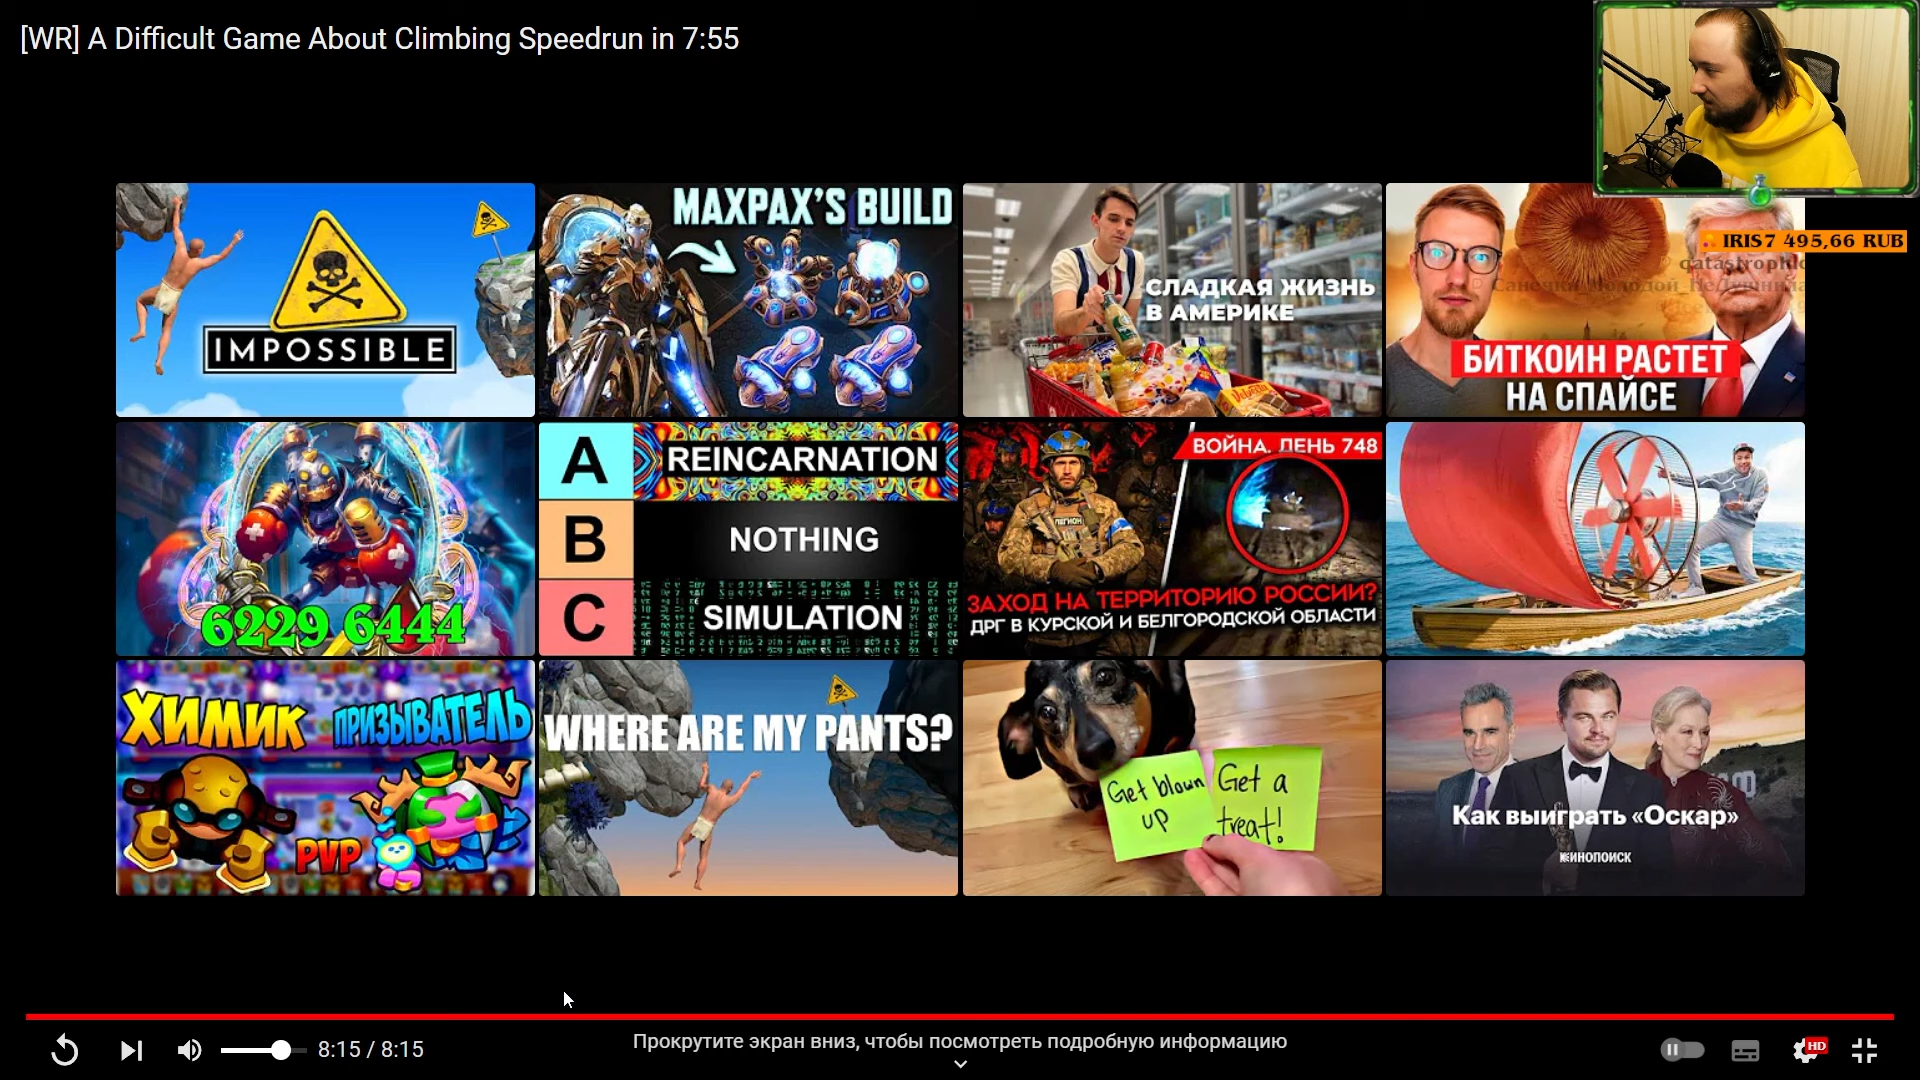 [WR] A Difficult Game About Climbing Speedrun in 7:55
IMPOSSIBLE
MAXPAX'S BUILD
СЛАДКАЯ ЖИЗНЬ
В АМЕРИКЕ
IRIS7 495,66 RUB
БИТКОИН РАСТЕТ
НА СПАЙСЕ
6229 6444
A
REINCARNATION
B
NOTHING
C
SIMULATION
ВОЙНА. ДЕНЬ 748
ЛЕГИОН
ЗАХОД НА ТЕРРИТОРИЮ РОССИИ?
ДРГ В КУРСКОЙ И БЕЛГОРОДСКОЙ ОБЛАСТИ
ХИМИК
ПРИЗЫВАТЕЛЬ
PVP
WHERE ARE MY PANTS?
Get blown
up
Get a
treat!
Как выиграть «Оскар»
КИНОПОИСК
8:15 / 8:15
Прокрутите экран вниз, чтобы посмотреть подробную информацию
HD